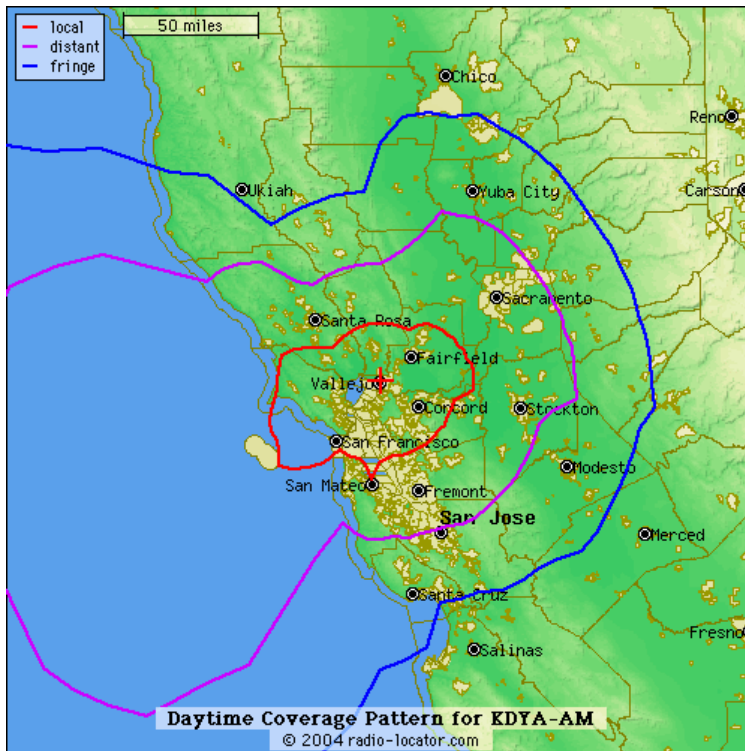 local
distant
fringe
50 miles
Chico
Reno
Ukiah
Yuba City
Carson
Sacramento
Santa Rosa
Fairfield
Vallejo
Concord
Stockton
San Francisco
Modesto
San Mateo
Fremont
San Jose
Merced
Santa Cruz
Fresno
Salinas
Daytime Coverage Pattern for KDYA-AM
© 2004 radio-locator.com